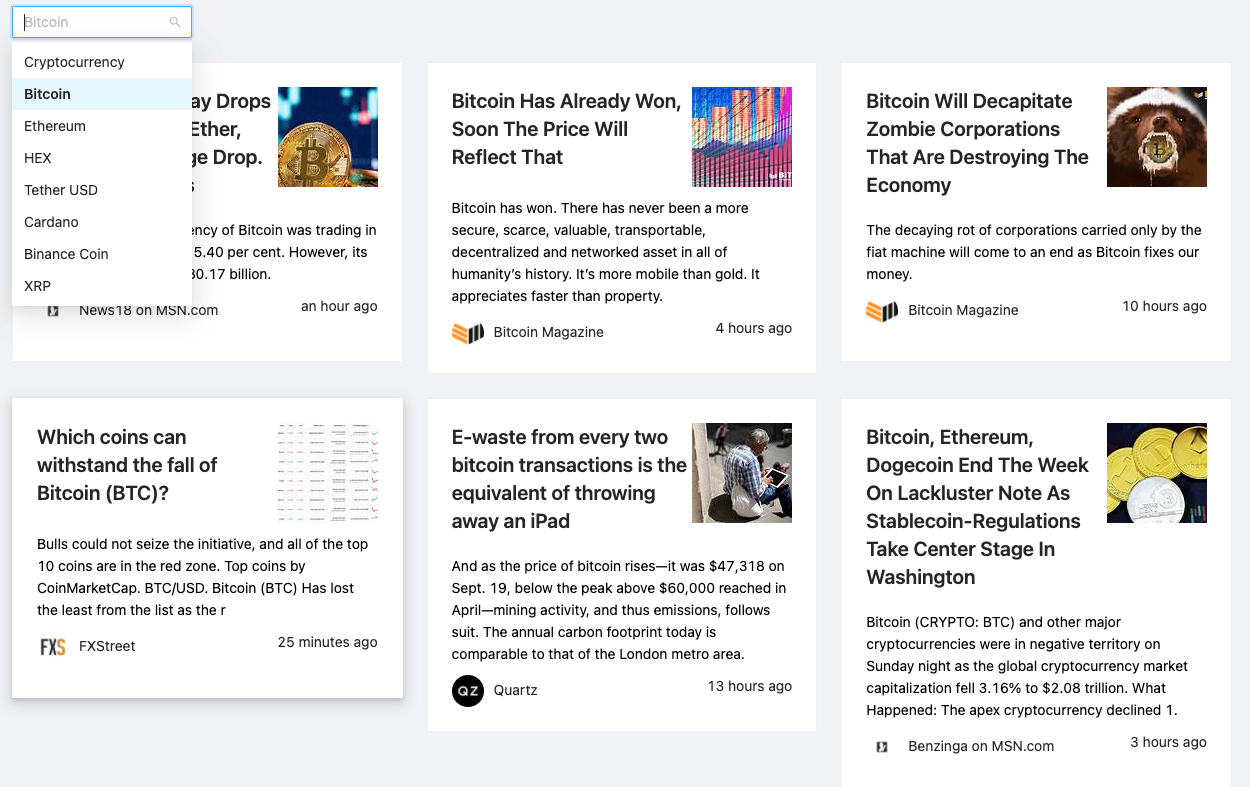 Bitcoin
Cryptocurrency
Bitcoin
Ethereum
HEX
Tether USD
Cardano
Binance Coin
XRP
ay Drops
Ether,
ge Drop.
s
ency of Bitcoin was trading in
5.40 per cent. However, its
30.17 billion.
News18 on MSN.com
an hour ago
Bitcoin Has Already Won,
Soon The Price Will
Reflect That
Bitcoin has won. There has never been a more
secure, scarce, valuable, transportable,
decentralized and networked asset in all of
humanity’s history. It’s more mobile than gold. It
appreciates faster than property.
Bitcoin Magazine
4 hours ago
Bitcoin Will Decapitate
Zombie Corporations
That Are Destroying The
Economy
The decaying rot of corporations carried only by the
fiat machine will come to an end as Bitcoin fixes our
money.
Bitcoin Magazine
10 hours ago
Which coins can
withstand the fall of
Bitcoin (BTC)?
Bulls could not seize the initiative, and all of the top
10 coins are in the red zone. Top coins by
CoinMarketCap. BTC/USD. Bitcoin (BTC) Has lost
the least from the list as the r
FXS
FXStreet
25 minutes ago
E-waste from every two
bitcoin transactions is the
equivalent of throwing
away an iPad
And as the price of bitcoin rises—it was $47,318 on
Sept. 19, below the peak above $60,000 reached in
April—mining activity, and thus emissions, follows
suit. The annual carbon footprint today is
comparable to that of the London metro area.
QZ
Quartz
13 hours ago
Bitcoin, Ethereum,
Dogecoin End The Week
On Lackluster Note As
Stablecoin-Regulations
Take Center Stage In
Washington
Bitcoin (CRYPTO: BTC) and other major
cryptocurrencies were in negative territory on
Sunday night as the global cryptocurrency market
capitalization fell 3.16% to $2.08 trillion. What
Happened: The apex cryptocurrency declined 1.
Benzinga on MSN.com
3 hours ago